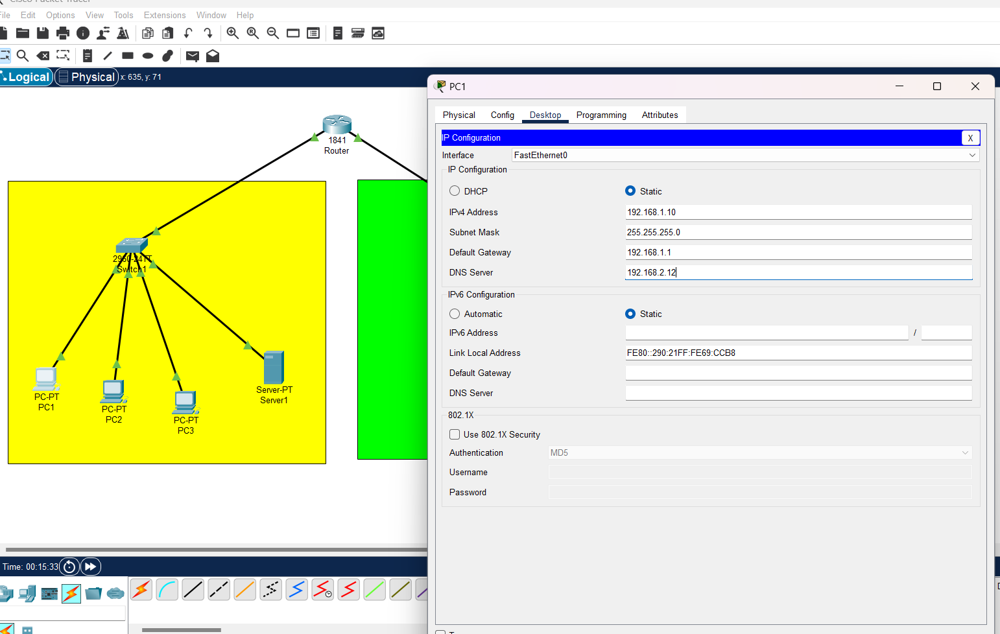 Cisco Packet Tracer
File Edit Options View Tools Extensions Window Help
Logical Physical x: 635, y: 71
1841
Router
2950-24TT
Switch1
PC-PT
PC1
PC-PT
PC2
PC-PT
PC3
Server-PT
Server1
Time: 00:15:33
PC1
Physical Config Desktop Programming Attributes
IP Configuration X
Interface FastEthernet0
IP Configuration
DHCP Static
IPv4 Address 192.168.1.10
Subnet Mask 255.255.255.0
Default Gateway 192.168.1.1
DNS Server 192.168.2.12
IPv6 Configuration
Automatic Static
IPv6 Address /
Link Local Address FE80::290:21FF:FE69:CCB8
Default Gateway
DNS Server
802.1X
Use 802.1X Security
Authentication MD5
Username
Password